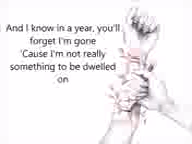 And I know in a year, you'll
forget I'm gone
'Cause I'm not really
something to be dwelled
on